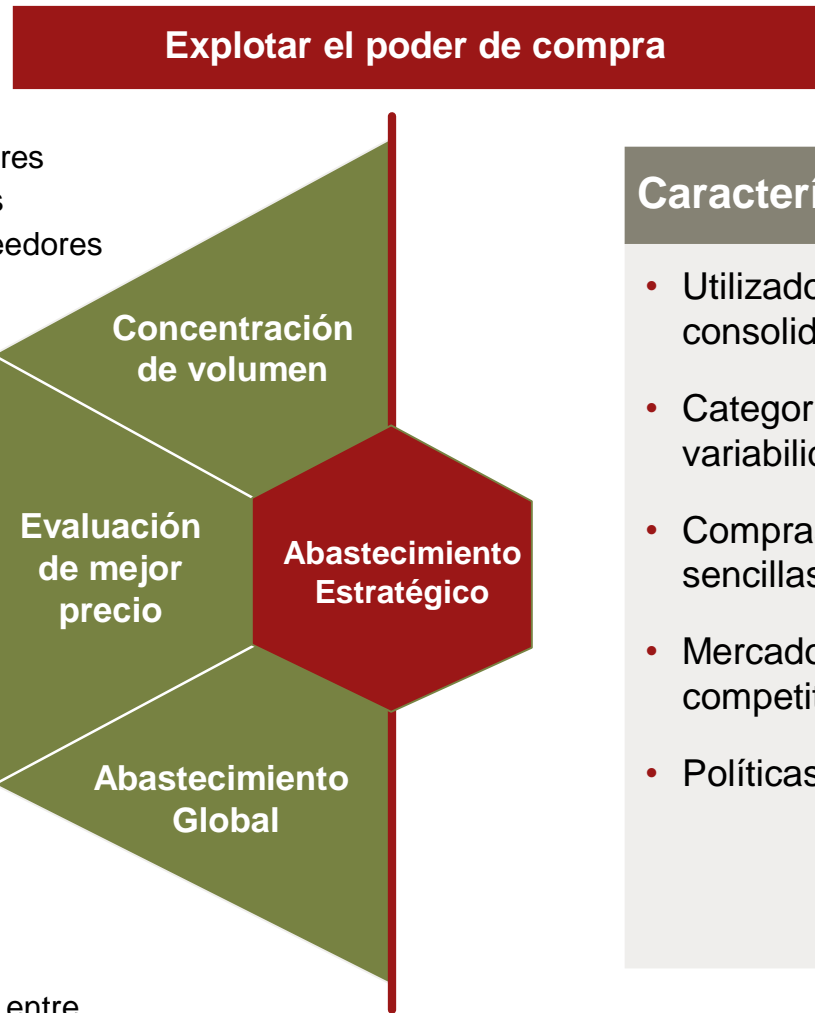 Explotar el poder de compra
res
s
eedores
Concentración
de volumen
Evaluación
de mejor
precio
Abastecimiento
Estratégico
Abastecimiento
Global
entre
Caracterí
• Utilizado
consolid
• Categor
variabilid
• Compra
sencillas
• Mercado
competit
• Políticas